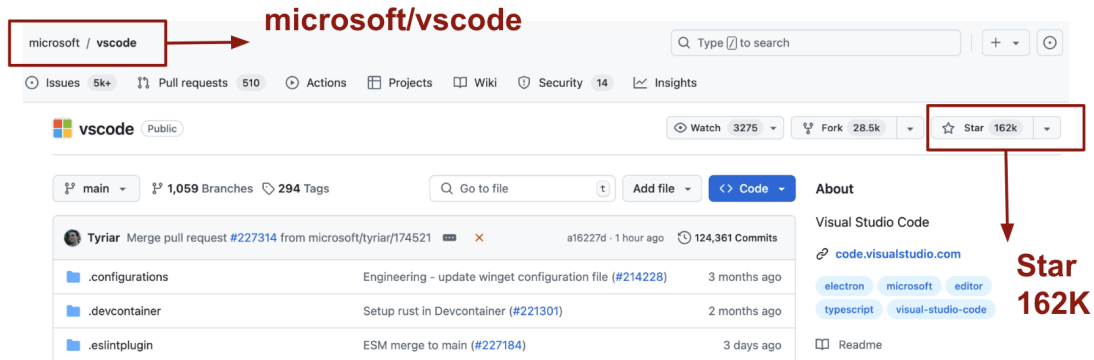 microsoft/vscode
microsoft / vscode
Type / to search
Issues 5k+ Pull requests 510 Actions Projects Wiki Security 14 Insights
vscode Public
Watch 3275 Fork 28.5k Star 162k
main 1,059 Branches 294 Tags Go to file t Add file Code
About
Tyriar Merge pull request #227314 from microsoft/tyriar/174521 a16227d · 1 hour ago 124,361 Commits
Visual Studio Code
code.visualstudio.com
.configurations Engineering - update winget configuration file (#214228) 3 months ago
electron microsoft editor
.devcontainer Setup rust in Devcontainer (#221301) 2 months ago
typescript visual-studio-code
.eslintplugin ESM merge to main (#227184) 3 days ago
Readme
Star
162K